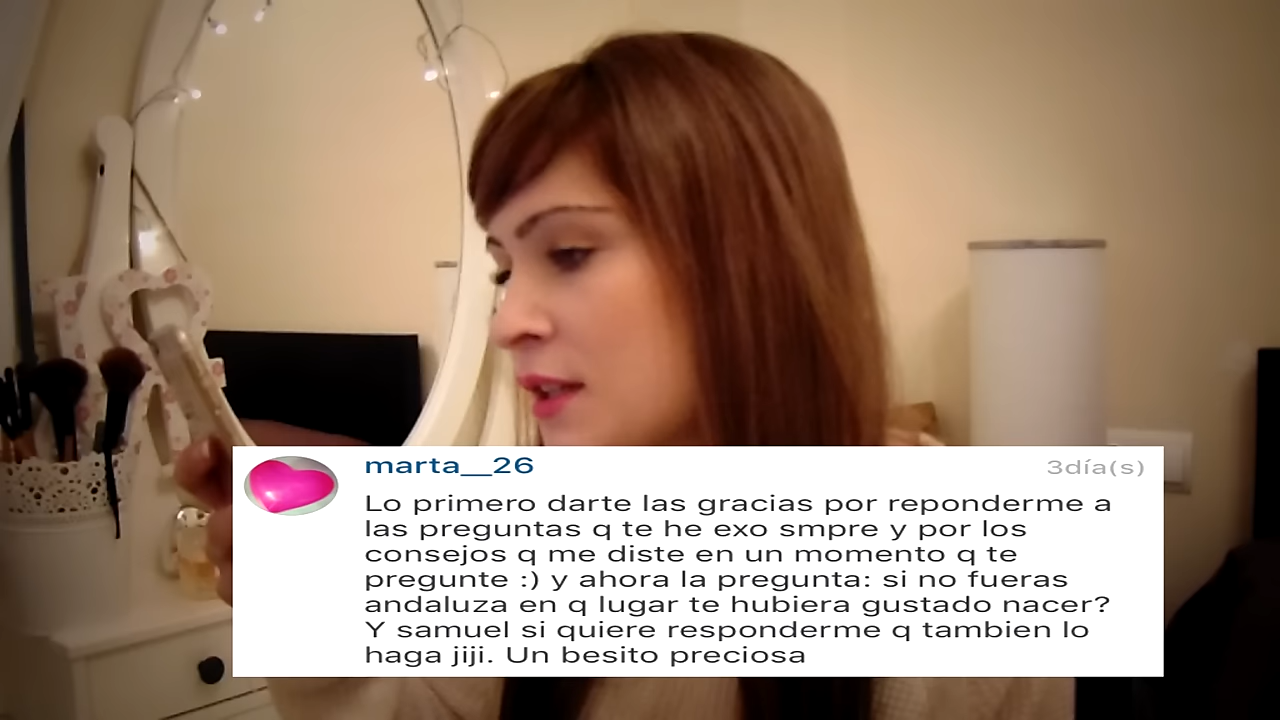 marta__26
3día(s)
Lo primero darte las gracias por reponderme a
las preguntas q te he exo smpre y por los
consejos q me diste en un momento q te
pregunte :) y ahora la pregunta: si no fueras
andaluza en q lugar te hubiera gustado nacer?
Y samuel si quiere responderme q tambien lo
haga jiji. Un besito preciosa